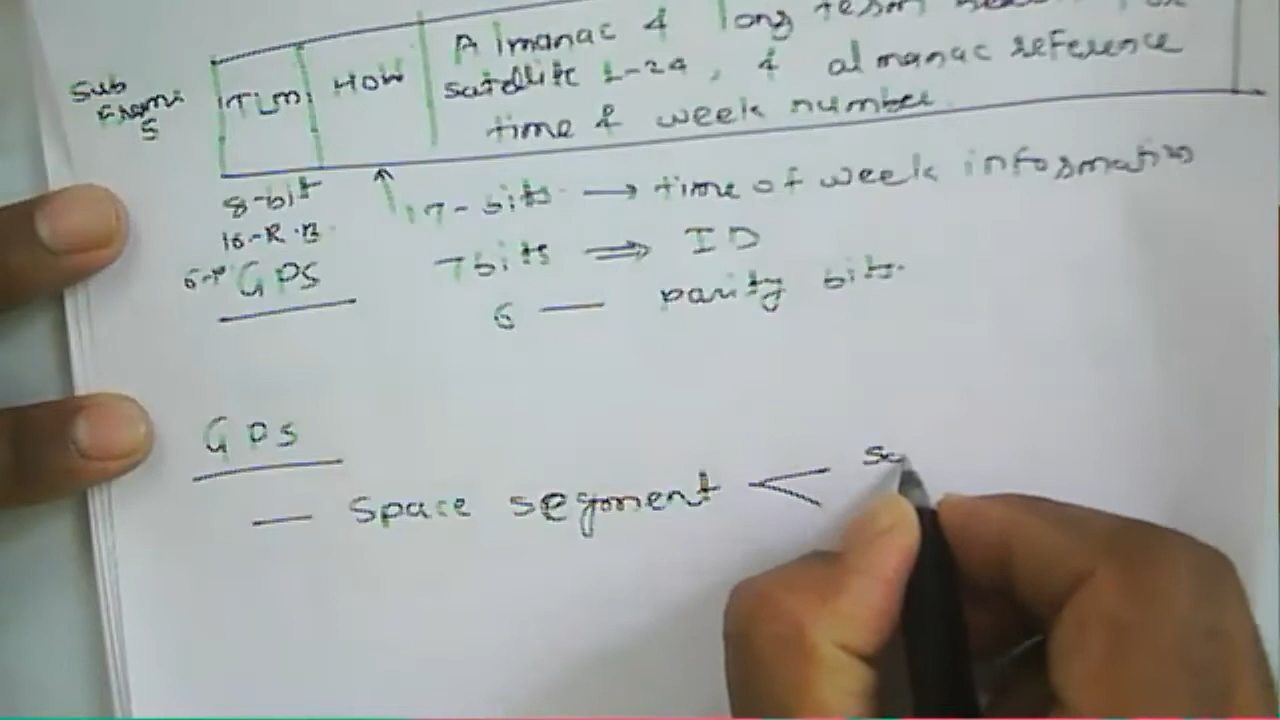 Almanac & long term
Sub TLM HOW satellite 1-24, & almanac reference
5 time & week number
8-bit 17-bits → time of week information
16-R.B 7bits ⇒ ID
GPS 6 — parity bits.
GPS
— Space segment < sa